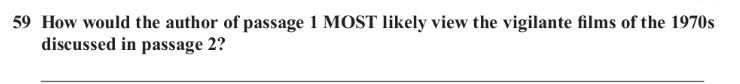 59 How would the author of passage 1 MOST likely view the vigilante films of the 1970s
discussed in passage 2?